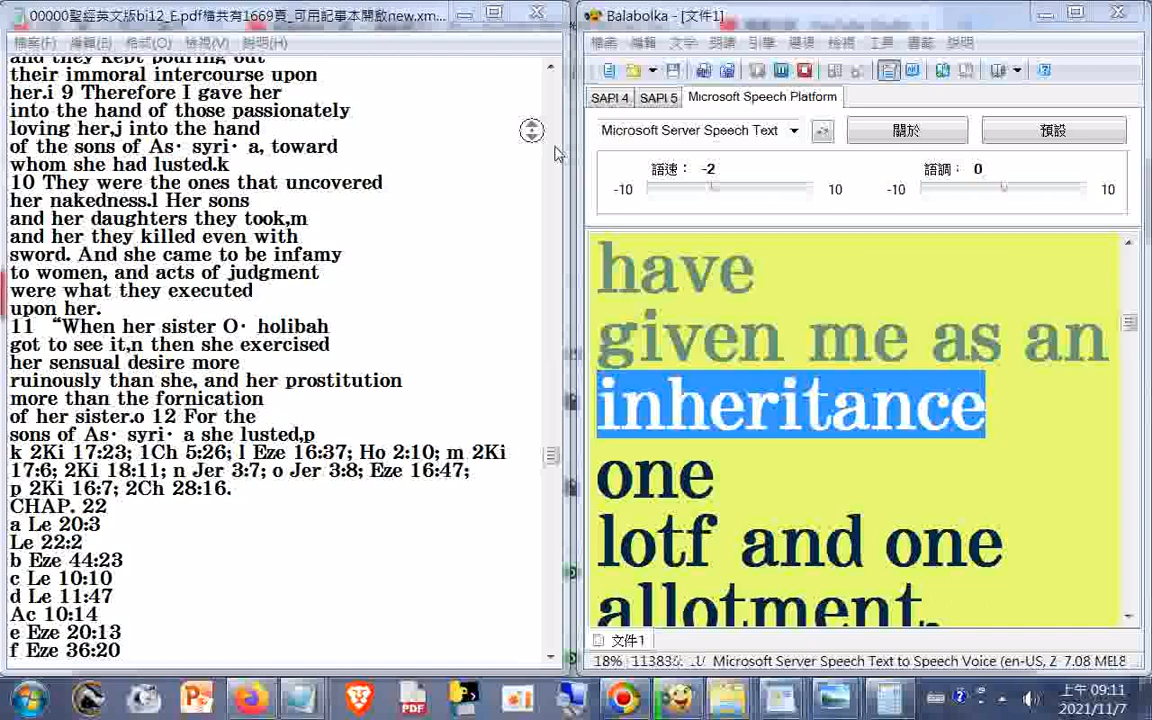 00000聖經英文版bi12_E.pdf檔共有1669頁_可用記事本開啟new.xm...
檔案(F) 編輯(E) 格式(O) 檢視(V) 說明(H)
and they kept pouring out
their immoral intercourse upon
her.i 9 Therefore I gave her
into the hand of those passionately
loving her,j into the hand
of the sons of As· syri· a, toward
whom she had lusted.k
10 They were the ones that uncovered
her nakedness.l Her sons
and her daughters they took,m
and her they killed even with
sword. And she came to be infamy
to women, and acts of judgment
were what they executed
upon her.
11 “When her sister O· holibah
got to see it,n then she exercised
her sensual desire more
ruinously than she, and her prostitution
more than the fornication
of her sister.o 12 For the
sons of As· syri· a she lusted,p
k 2Ki 17:23; 1Ch 5:26; l Eze 16:37; Ho 2:10; m 2Ki
17:6; 2Ki 18:11; n Jer 3:7; o Jer 3:8; Eze 16:47;
p 2Ki 16:7; 2Ch 28:16.
CHAP. 22
a Le 20:3
Le 22:2
b Eze 44:23
c Le 10:10
d Le 11:47
Ac 10:14
e Eze 20:13
f Eze 36:20
Balabolka - [文件1]
檔案 編輯 文字 朗讀 引擎 選項 檢視 工具 書籤 說明
SAPI 4 SAPI 5 Microsoft Speech Platform
Microsoft Server Speech Text 關於 預設
語速： -2 語調： 0
-10 10 -10 10
have
given me as an
inheritance
one
lotf and one
allotment,
文件1
18% Microsoft Server Speech Text to Speech Voice (en-US, Z 7.08 MEL8
PDF
上午 09:11
2021/11/7